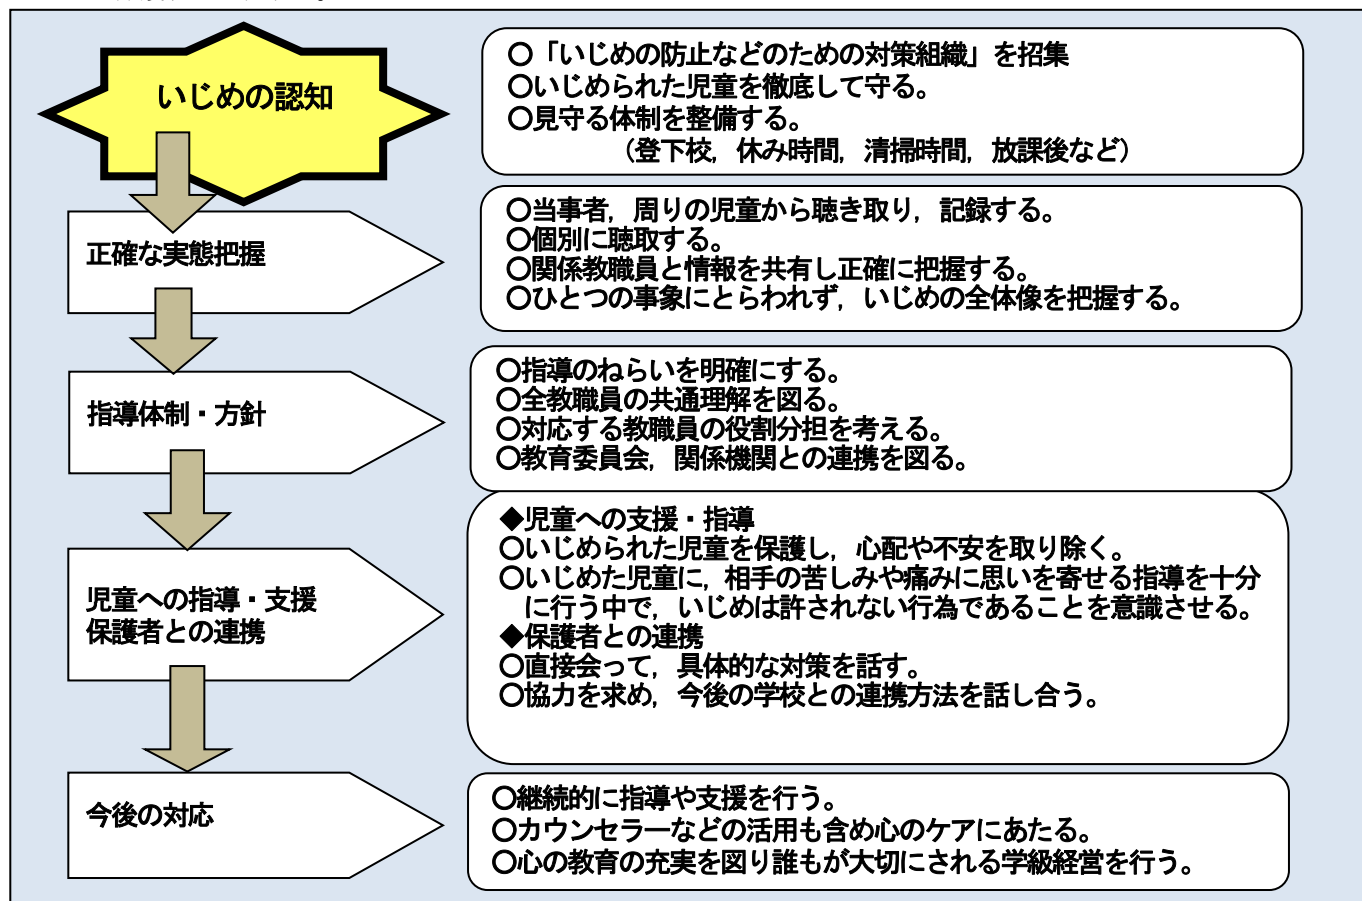 いじめの認知
〇「いじめの防止などのための対策組織」を招集
〇いじめられた児童を徹底して守る。
〇見守る体制を整備する。
（登下校，休み時間，清掃時間，放課後など）
正確な実態把握
〇当事者，周りの児童から聴き取り，記録する。
〇個別に聴取する。
〇関係教職員と情報を共有し正確に把握する。
〇ひとつの事象にとらわれず，いじめの全体像を把握する。
指導体制・方針
〇指導のねらいを明確にする。
〇全教職員の共通理解を図る。
〇対応する教職員の役割分担を考える。
〇教育委員会，関係機関との連携を図る。
児童への指導・支援
保護者との連携
◆児童への支援・指導
〇いじめられた児童を保護し，心配や不安を取り除く。
〇いじめた児童に，相手の苦しみや痛みに思いを寄せる指導を十分
に行う中で，いじめは許されない行為であることを意識させる。
◆保護者との連携
〇直接会って，具体的な対策を話す。
〇協力を求め，今後の学校との連携方法を話し合う。
今後の対応
〇継続的に指導や支援を行う。
〇カウンセラーなどの活用も含め心のケアにあたる。
〇心の教育の充実を図り誰もが大切にされる学級経営を行う。